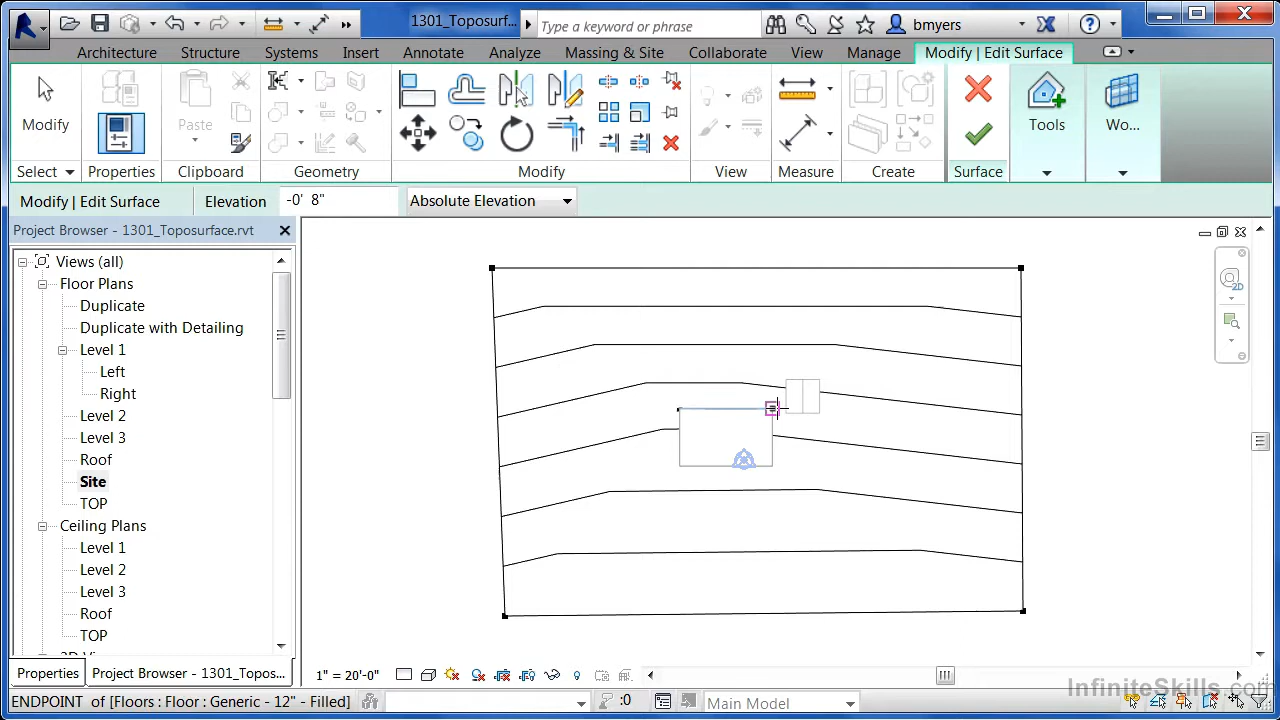 1301_Toposurf...
Type a keyword or phrase
bmyers
Architecture
Structure
Systems
Insert
Annotate
Analyze
Massing & Site
Collaborate
View
Manage
Modify | Edit Surface
Modify
Paste
Tools
Wo...
Select
Properties
Clipboard
Geometry
Modify
View
Measure
Create
Surface
Modify | Edit Surface
Elevation
-0' 8"
Absolute Elevation
Project Browser - 1301_Toposurface.rvt
Views (all)
Floor Plans
Duplicate
Duplicate with Detailing
Level 1
Left
Right
Level 2
Level 3
Roof
Site
TOP
Ceiling Plans
Level 1
Level 2
Level 3
Roof
TOP
2D
Properties
Project Browser - 1301_Topos...
1" = 20'-0"
ENDPOINT of [Floors : Floor : Generic - 12" - Filled]
:0
Main Model
InfiniteSkills.com